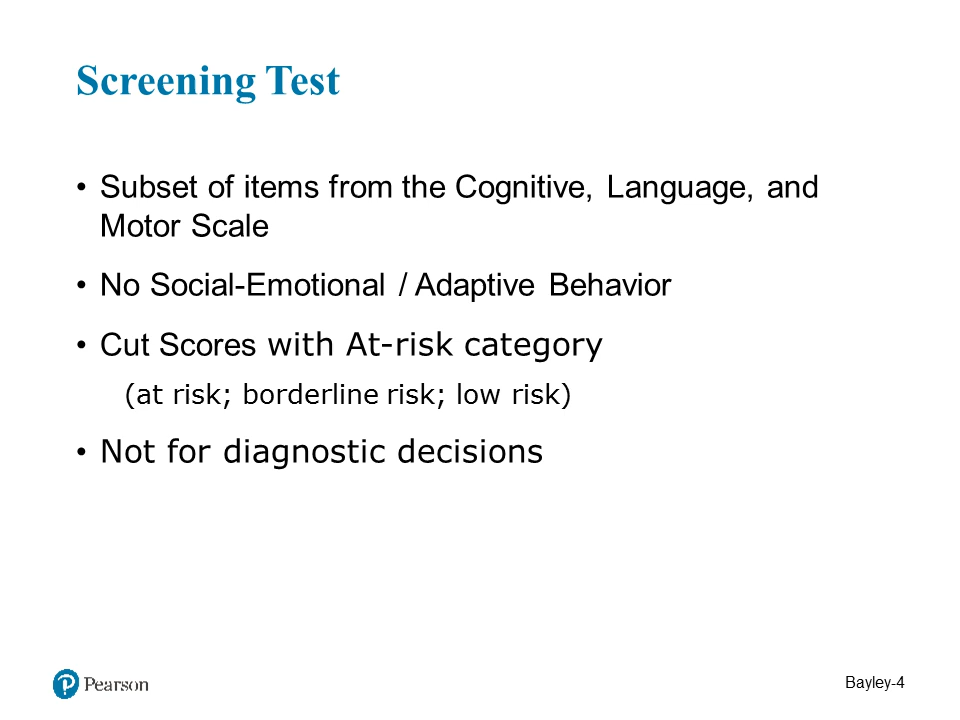 Screening Test
• Subset of items from the Cognitive, Language, and
Motor Scale
• No Social-Emotional / Adaptive Behavior
• Cut Scores with At-risk category
(at risk; borderline risk; low risk)
• Not for diagnostic decisions
P Pearson
Bayley-4